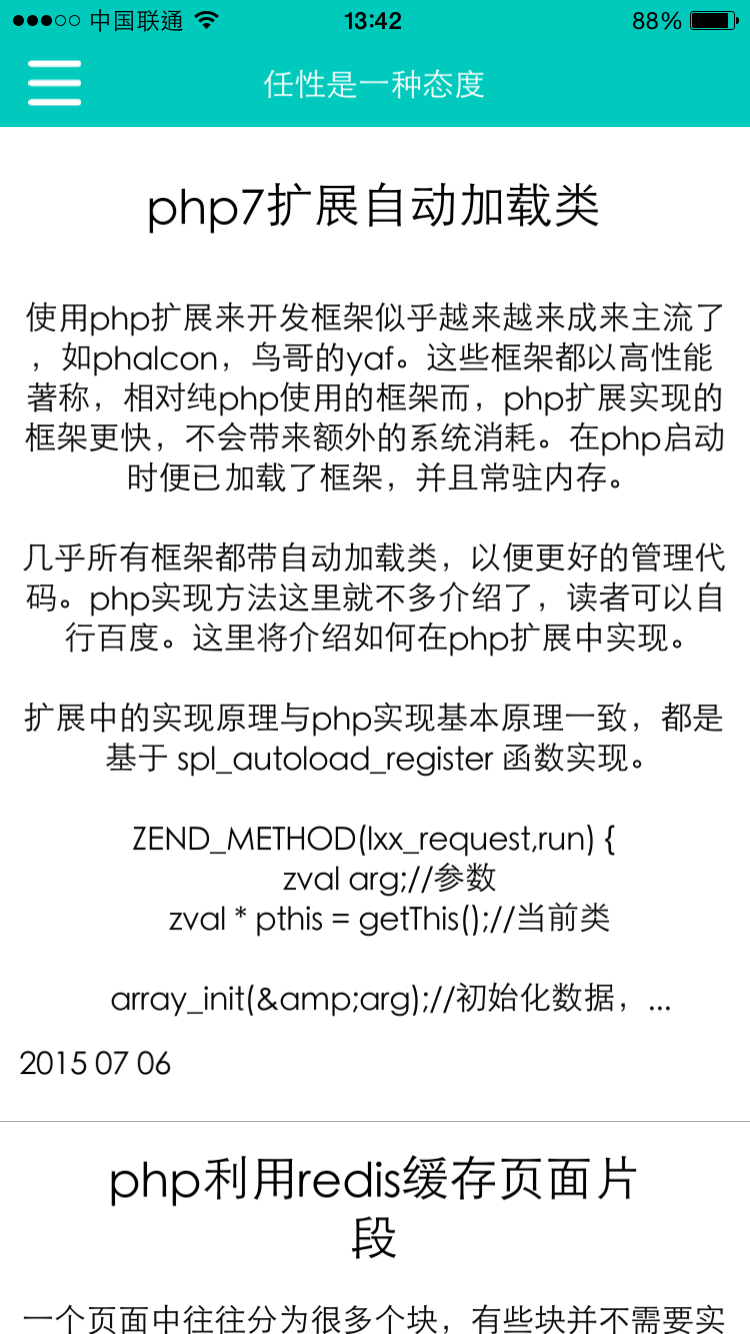 中国联通 13:42 88%
任性是一种态度
php7扩展自动加载类
使用php扩展来开发框架似乎越来越来成来主流了
，如phalcon，鸟哥的yaf。这些框架都以高性能
著称，相对纯php使用的框架而，php扩展实现的
框架更快，不会带来额外的系统消耗。在php启动
时便已加载了框架，并且常驻内存。
几乎所有框架都带自动加载类，以便更好的管理代
码。php实现方法这里就不多介绍了，读者可以自
行百度。这里将介绍如何在php扩展中实现。
扩展中的实现原理与php实现基本原理一致，都是
基于 spl_autoload_register 函数实现。
ZEND_METHOD(lxx_request,run) {
zval arg;//参数
zval * pthis = getThis();//当前类
array_init(&amp;arg);//初始化数据，...
2015 07 06
php利用redis缓存页面片
段
一个页面中往往分为很多个块，有些块并不需要实